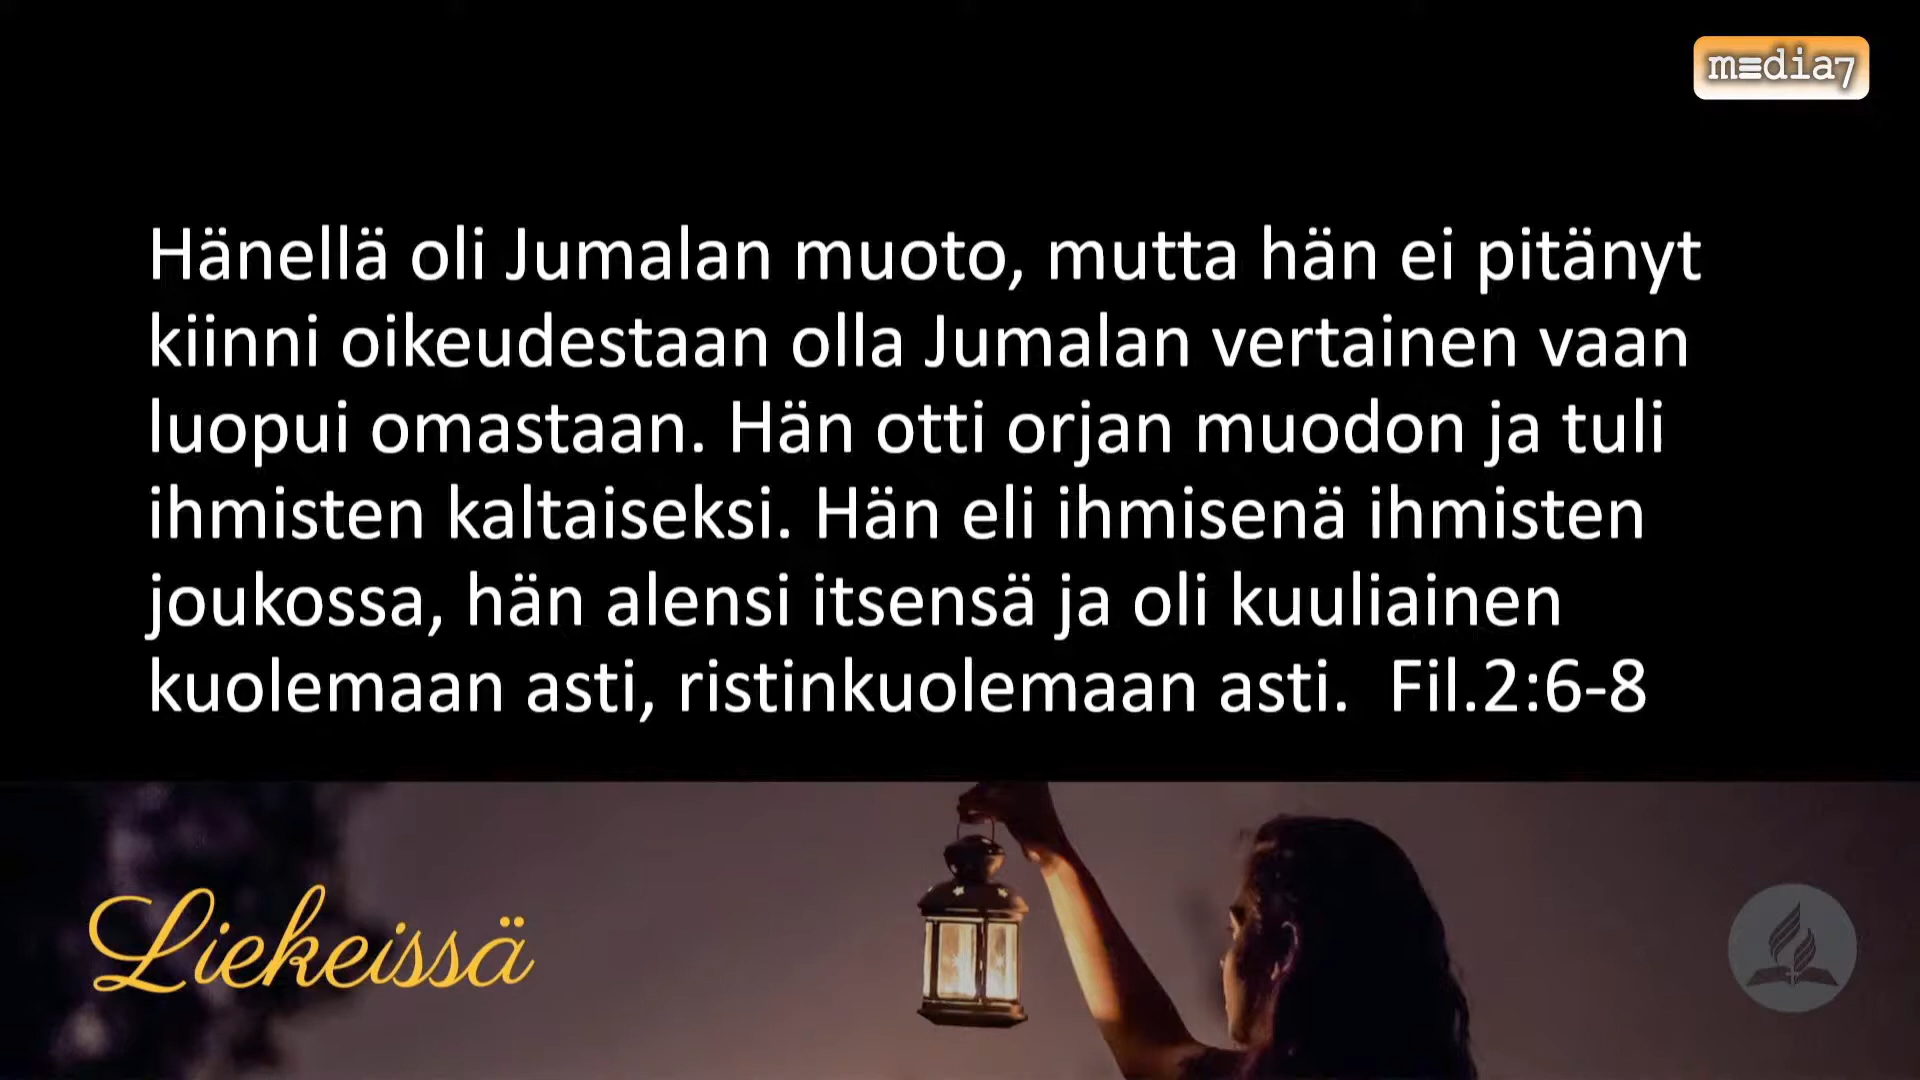 media7
Hänellä oli Jumalan muoto, mutta hän ei pitänyt
kiinni oikeudestaan olla Jumalan vertainen vaan
luopui omastaan. Hän otti orjan muodon ja tuli
ihmisten kaltaiseksi. Hän eli ihmisenä ihmisten
joukossa, hän alensi itsensä ja oli kuuliainen
kuolemaan asti, ristinkuolemaan asti.  Fil.2:6-8
Liekeissä